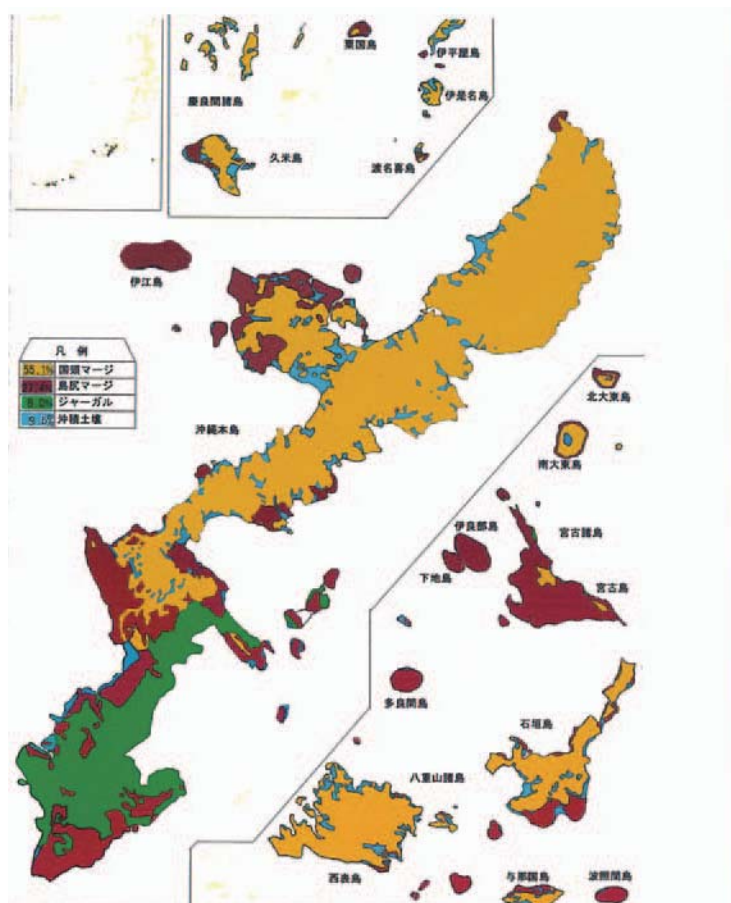 粟国島
伊平屋島
慶良間諸島
伊是名島
久米島
渡名喜島
伊江島
凡例
55.1% 国頭マージ
島尻マージ
8.0% ジャーガル
沖積土壌
沖縄本島
北大東島
南大東島
伊良部島
宮古諸島
下地島
宮古島
多良間島
石垣島
八重山諸島
西表島
与那国島
波照間島